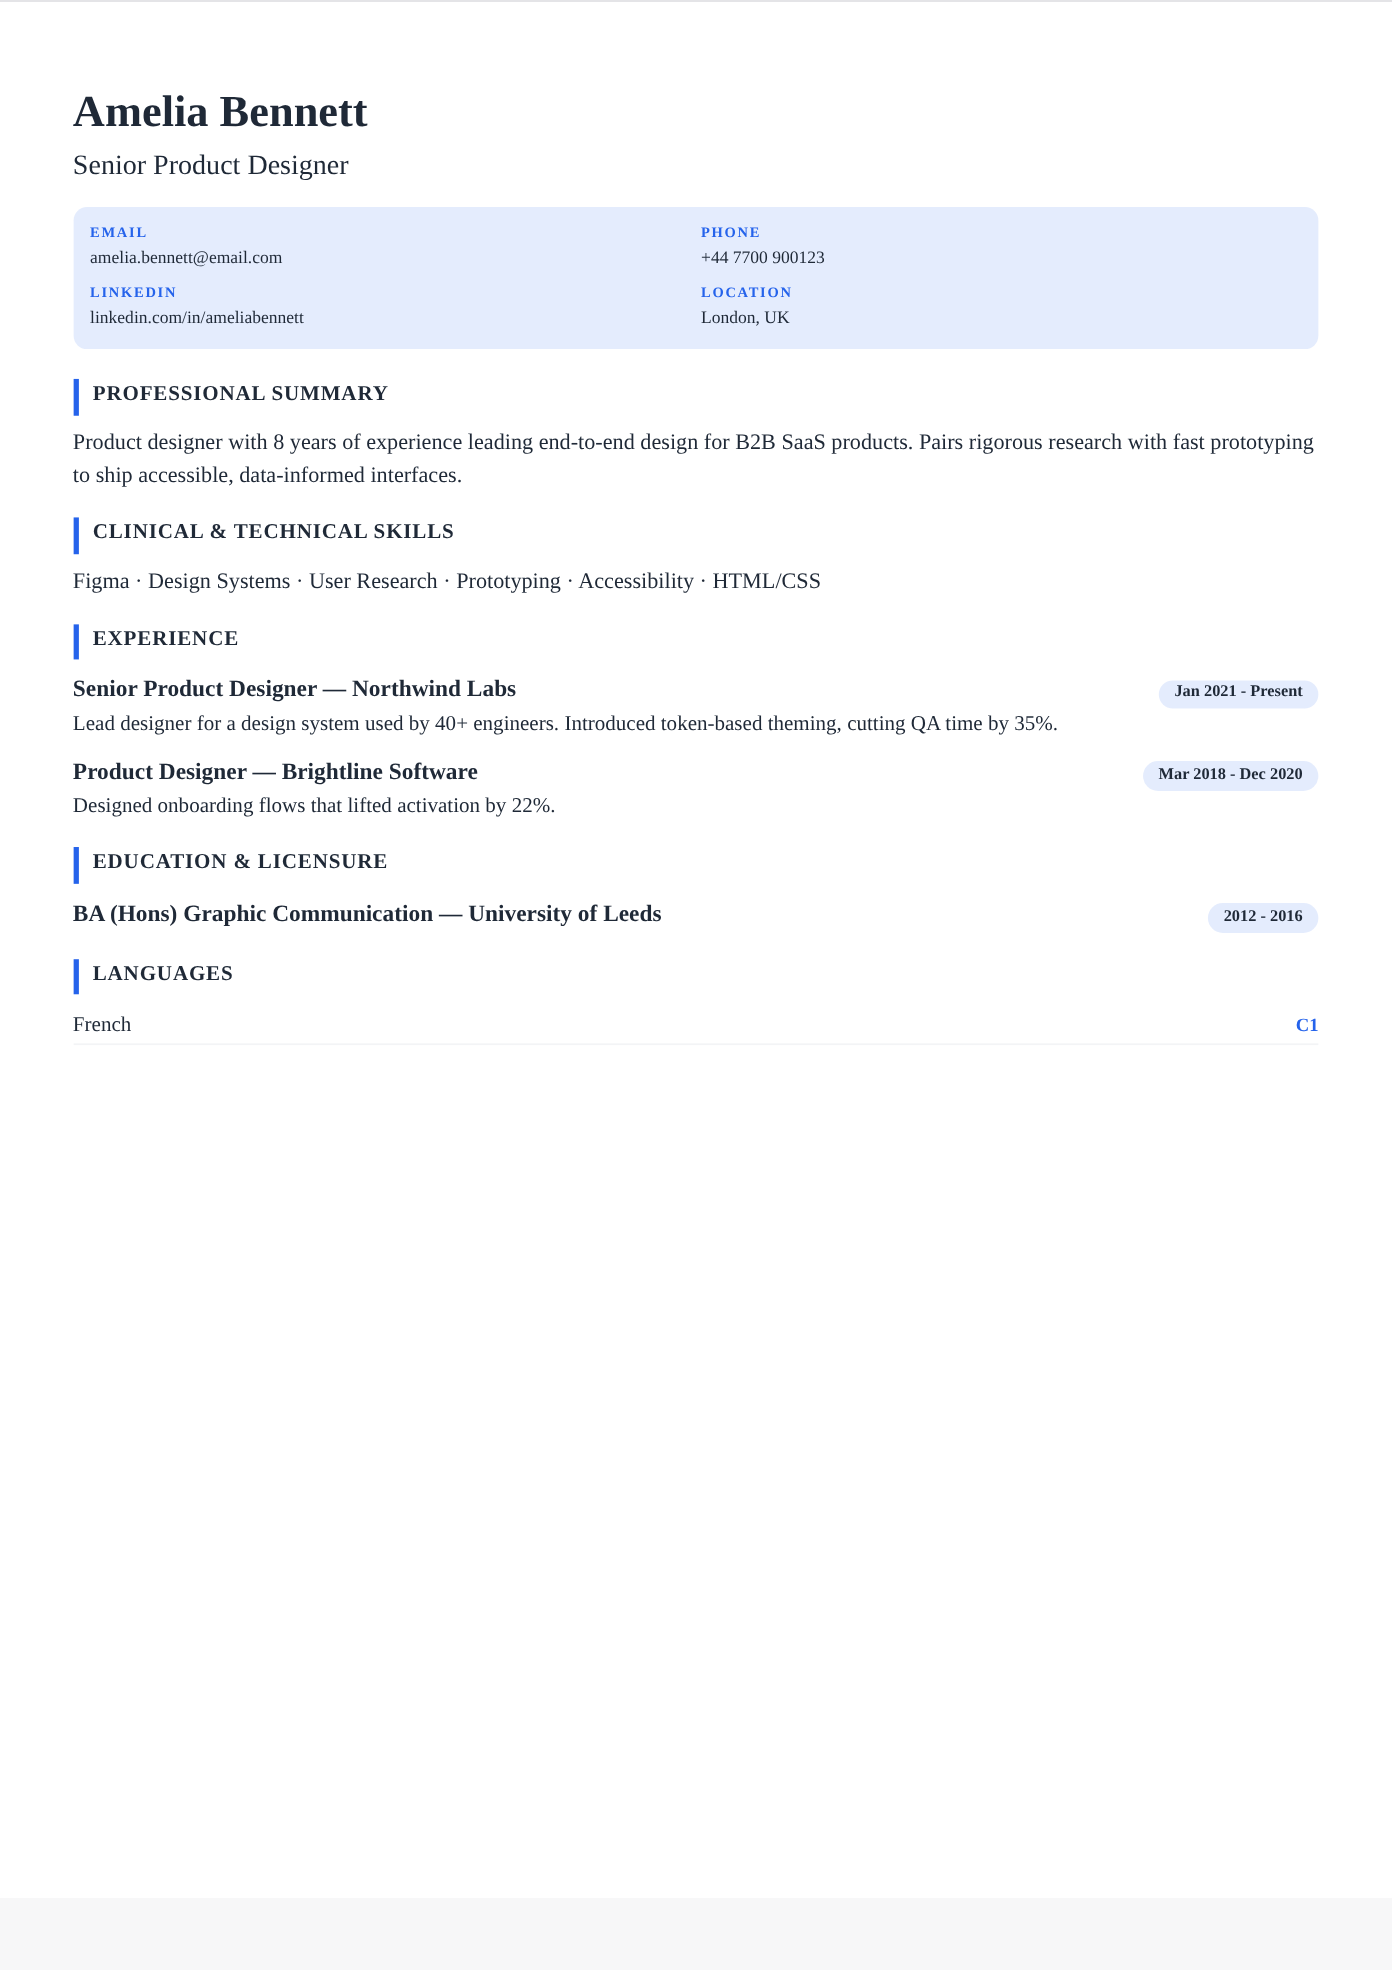 Amelia Bennett
Senior Product Designer
EMAIL
amelia.bennett@email.com
PHONE
+44 7700 900123
LINKEDIN
linkedin.com/in/ameliabennett
LOCATION
London, UK
PROFESSIONAL SUMMARY
Product designer with 8 years of experience leading end-to-end design for B2B SaaS products. Pairs rigorous research with fast prototyping
to ship accessible, data-informed interfaces.
CLINICAL & TECHNICAL SKILLS
Figma · Design Systems · User Research · Prototyping · Accessibility · HTML/CSS
EXPERIENCE
Senior Product Designer — Northwind Labs
Jan 2021 - Present
Lead designer for a design system used by 40+ engineers. Introduced token-based theming, cutting QA time by 35%.
Product Designer — Brightline Software
Mar 2018 - Dec 2020
Designed onboarding flows that lifted activation by 22%.
EDUCATION & LICENSURE
BA (Hons) Graphic Communication — University of Leeds
2012 - 2016
LANGUAGES
French
C1